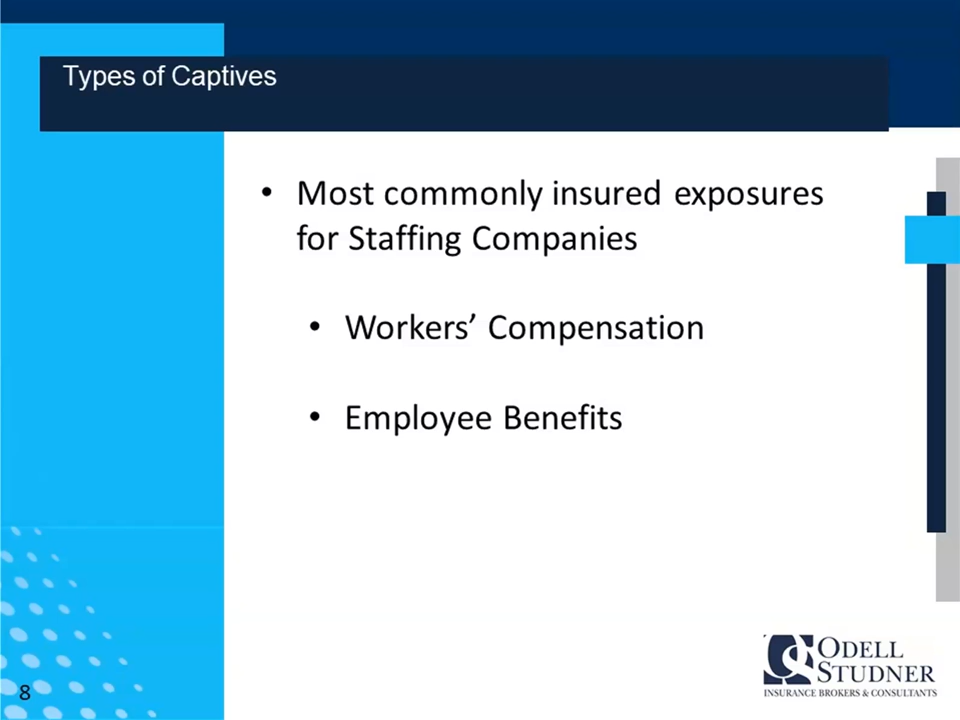 Types of Captives
• Most commonly insured exposures
for Staffing Companies
• Workers’ Compensation
• Employee Benefits
ODELL
STUDNER
INSURANCE BROKERS & CONSULTANTS
8